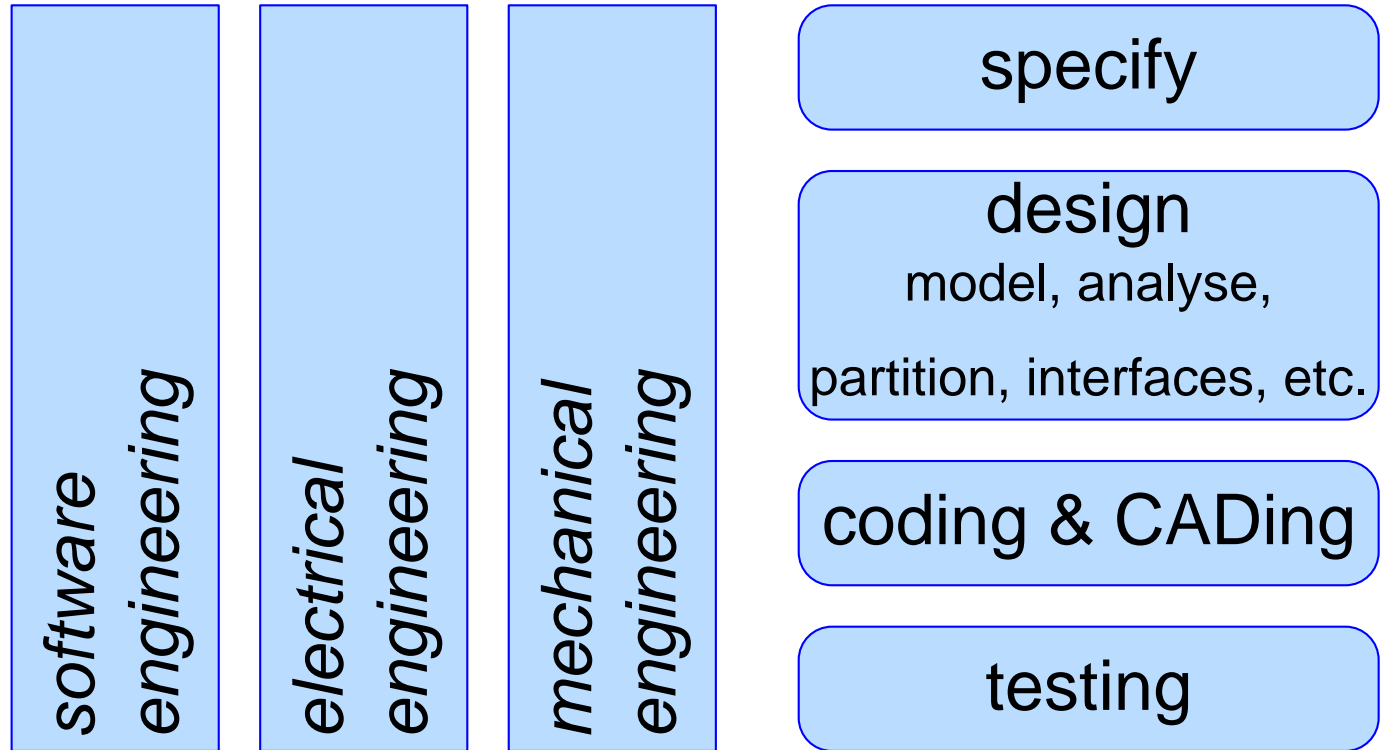 software
engineering
electrical
engineering
mechanical
engineering
specify
design
model, analyse,
partition, interfaces, etc.
coding & CADing
testing